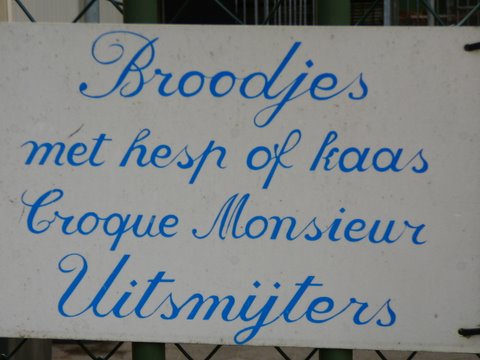 Broodjes
met hesp of kaas
Croque Monsieur
Uitsmijters